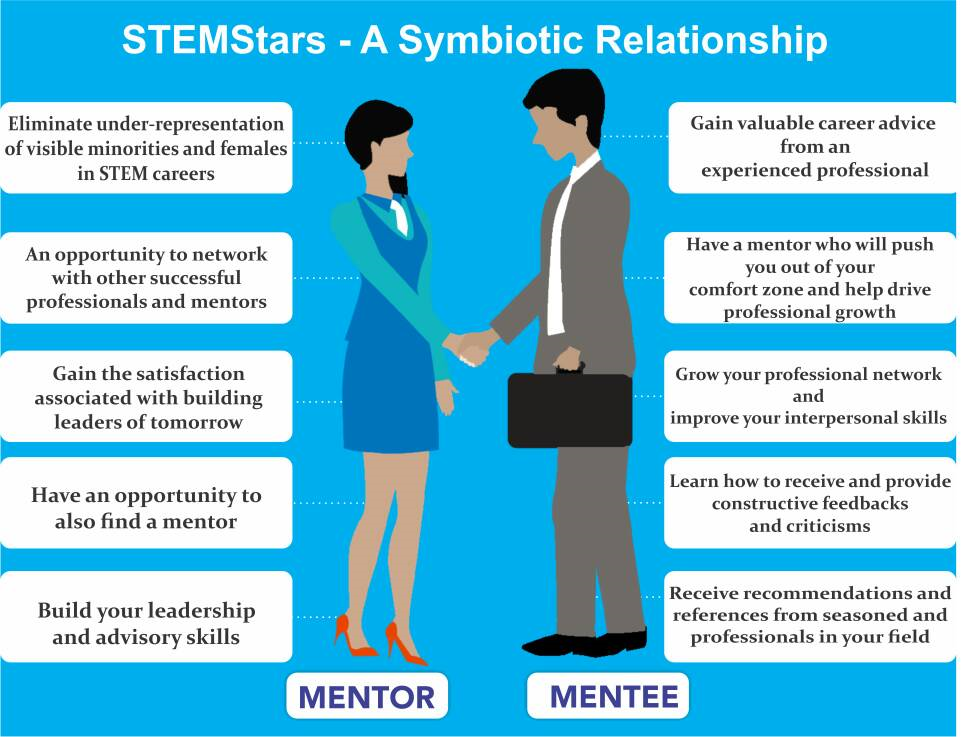 STEMStars - A Symbiotic Relationship
Eliminate under-representation
of visible minorities and females
in STEM careers
An opportunity to network
with other successful
professionals and mentors
Gain the satisfaction
associated with building
leaders of tomorrow
Have an opportunity to
also find a mentor
Build your leadership
and advisory skills
MENTOR
Gain valuable career advice
from an
experienced professional
Have a mentor who will push
you out of your
comfort zone and help drive
professional growth
Grow your professional network
and
improve your interpersonal skills
Learn how to receive and provide
constructive feedbacks
and criticisms
Receive recommendations and
references from seasoned and
professionals in your field
MENTEE